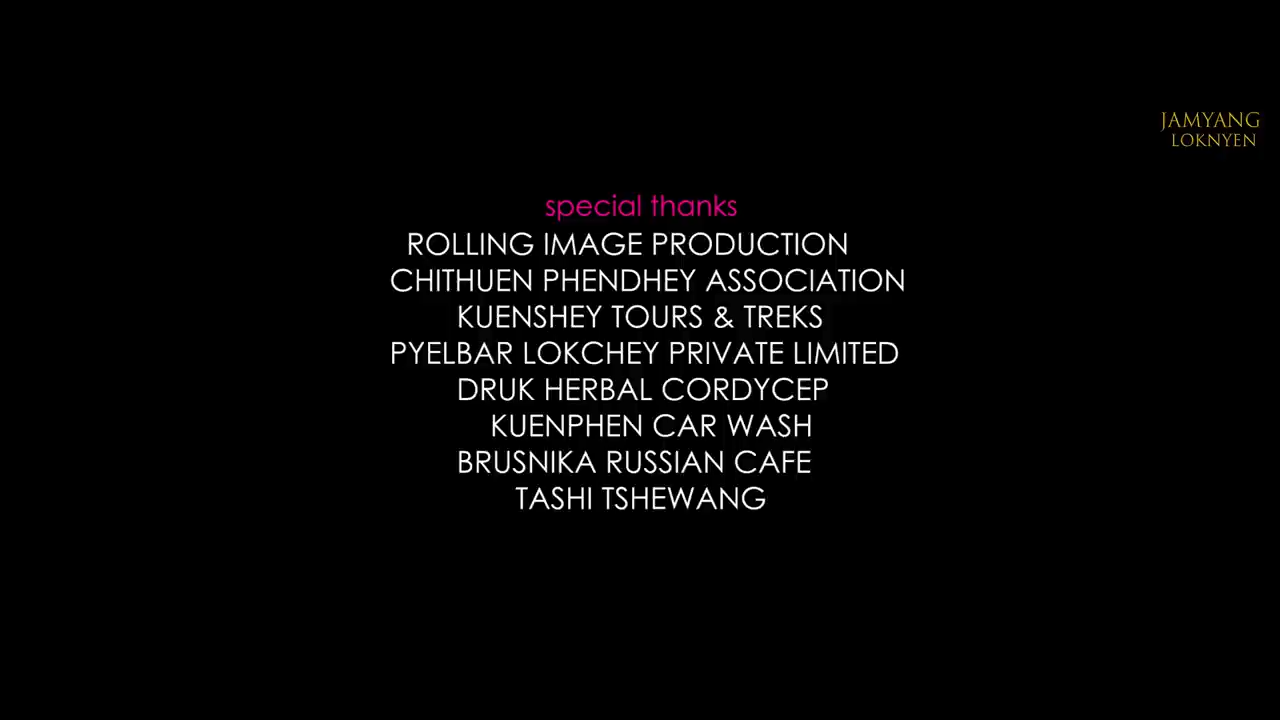 JAMYANG
LOKNYEN
special thanks
ROLLING IMAGE PRODUCTION
CHITHUEN PHENDHEY ASSOCIATION
KUENSHEY TOURS & TREKS
PYELBAR LOKCHEY PRIVATE LIMITED
DRUK HERBAL CORDYCEP
KUENPHEN CAR WASH
BRUSNIKA RUSSIAN CAFE
TASHI TSHEWANG